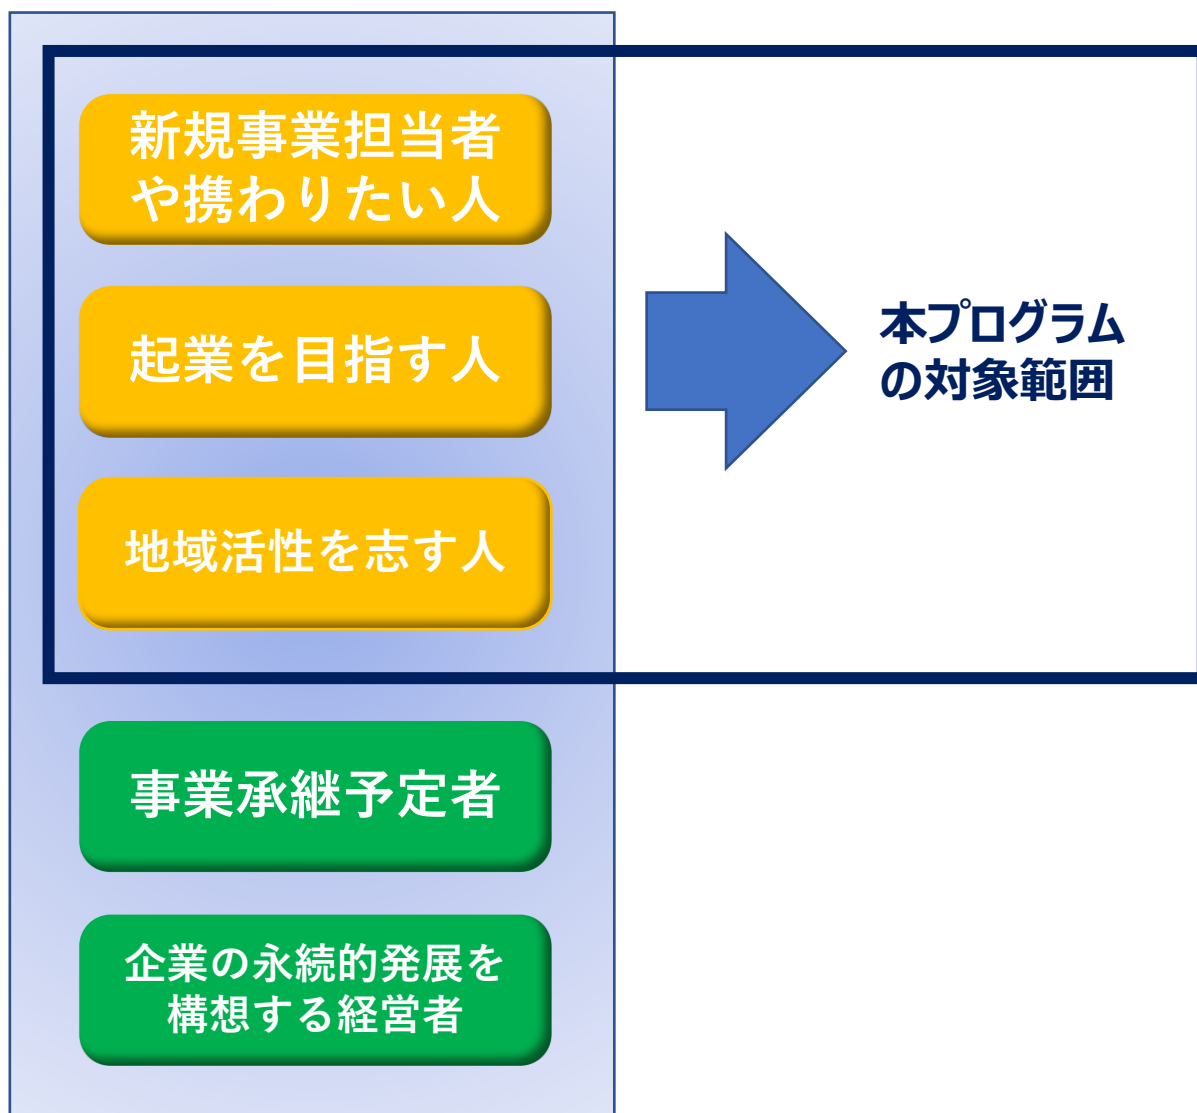 新規事業担当者
や携わりたい人
起業を目指す人
地域活性を志す人
本プログラム
の対象範囲
事業承継予定者
企業の永続的発展を
構想する経営者